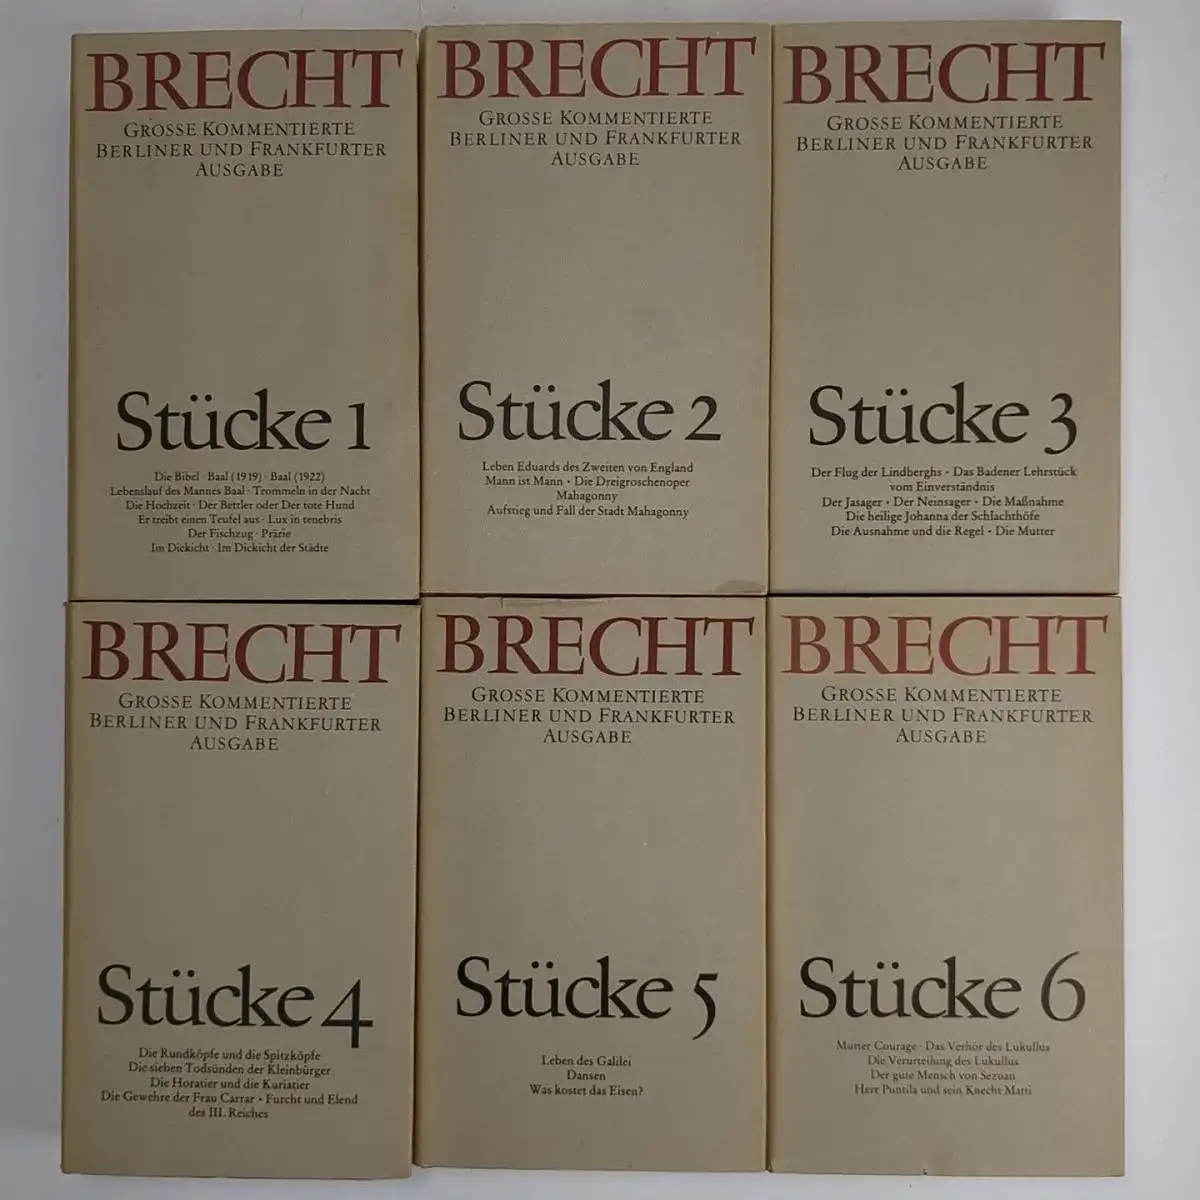 BRECHT
GROSSE KOMMENTIERTE
BERLINER UND FRANKFURTER
AUSGABE
Stücke 1
Die Bibel · Baal (1919) · Baal (1922)
Lebenslauf des Mannes Baal · Trommeln in der Nacht
Die Hochzeit · Der Bettler oder Der tote Hund
Er treibt einen Teufel aus · Lux in tenebris
Der Fischzug · Prärie
Im Dickicht · Im Dickicht der Städte
BRECHT
GROSSE KOMMENTIERTE
BERLINER UND FRANKFURTER
AUSGABE
Stücke 2
Leben Eduards des Zweiten von England
Mann ist Mann · Die Dreigroschenoper
Mahagonny
Aufstieg und Fall der Stadt Mahagonny
BRECHT
GROSSE KOMMENTIERTE
BERLINER UND FRANKFURTER
AUSGABE
Stücke 3
Der Flug der Lindberghs · Das Badener Lehrstück
vom Einverständnis
Der Jasager · Der Neinsager · Die Maßnahme
Die heilige Johanna der Schlachthöfe
Die Ausnahme und die Regel · Die Mutter
BRECHT
GROSSE KOMMENTIERTE
BERLINER UND FRANKFURTER
AUSGABE
Stücke 4
Die Rundköpfe und die Spitzköpfe
Die sieben Todsünden der Kleinbürger
Die Horatier und die Kuriatier
Die Gewehre der Frau Carrar · Furcht und Elend
des III. Reiches
BRECHT
GROSSE KOMMENTIERTE
BERLINER UND FRANKFURTER
AUSGABE
Stücke 5
Leben des Galilei
Dansen
Was kostet das Eisen?
BRECHT
GROSSE KOMMENTIERTE
BERLINER UND FRANKFURTER
AUSGABE
Stücke 6
Mutter Courage · Das Verhör des Lukullus
Die Verurteilung des Lukullus
Der gute Mensch von Sezuan
Herr Puntila und sein Knecht Matti